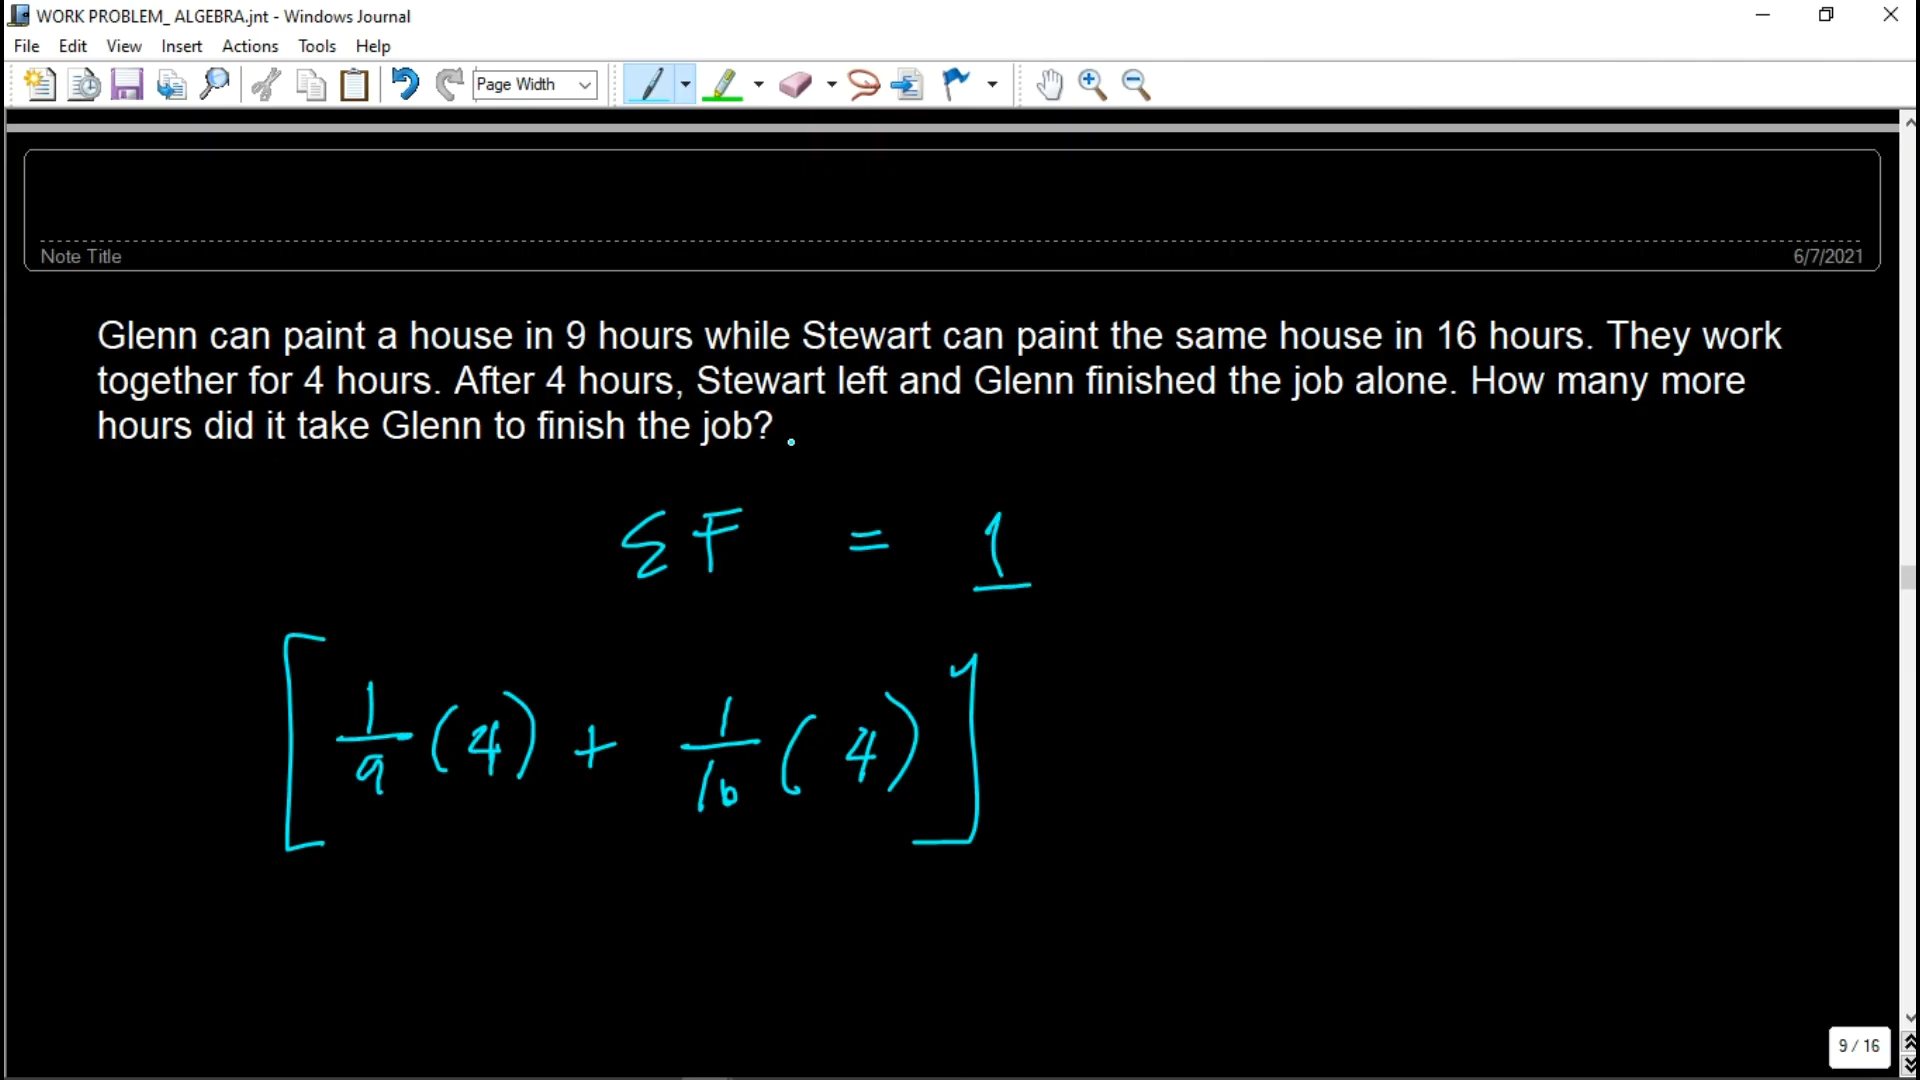 WORK PROBLEM_ ALGEBRA.jnt - Windows Journal
File Edit View Insert Actions Tools Help
Page Width
Note Title 6/7/2021
Glenn can paint a house in 9 hours while Stewart can paint the same house in 16 hours. They work
together for 4 hours. After 4 hours, Stewart left and Glenn finished the job alone. How many more
hours did it take Glenn to finish the job? .
ΣF = 1
[ 1/9 (4) + 1/16 (4) ]
9 / 16